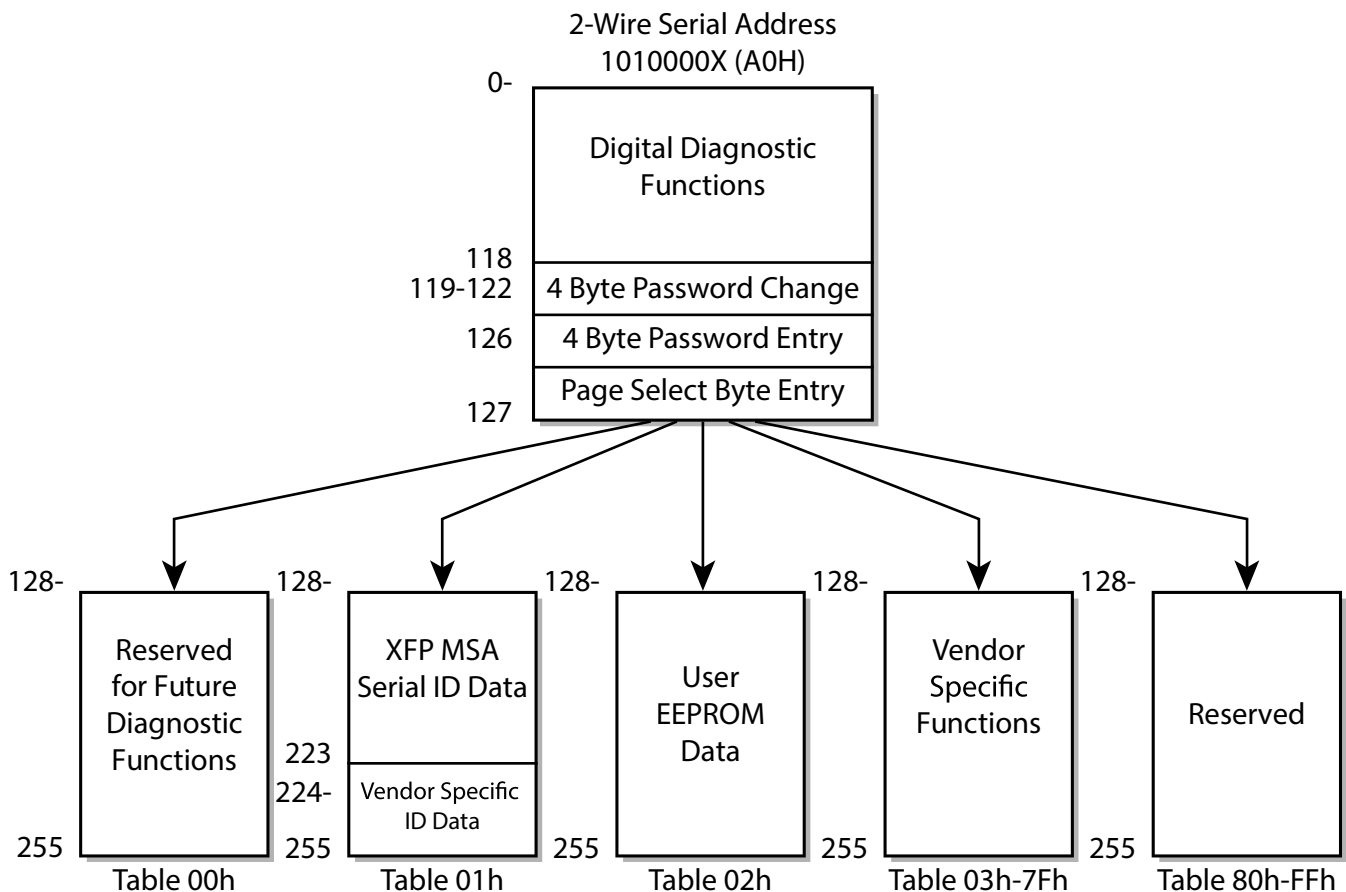 2-Wire Serial Address
1010000X (A0H)
0-
Digital Diagnostic
Functions
118
119-122 4 Byte Password Change
126 4 Byte Password Entry
Page Select Byte Entry
127
128- 128- 128- 128- 128-
Reserved
for Future
Diagnostic
Functions
XFP MSA
Serial ID Data
223
224-
Vendor Specific
ID Data
User
EEPROM
Data
Vendor
Specific
Functions
Reserved
255 255 255 255 255
Table 00h Table 01h Table 02h Table 03h-7Fh Table 80h-FFh